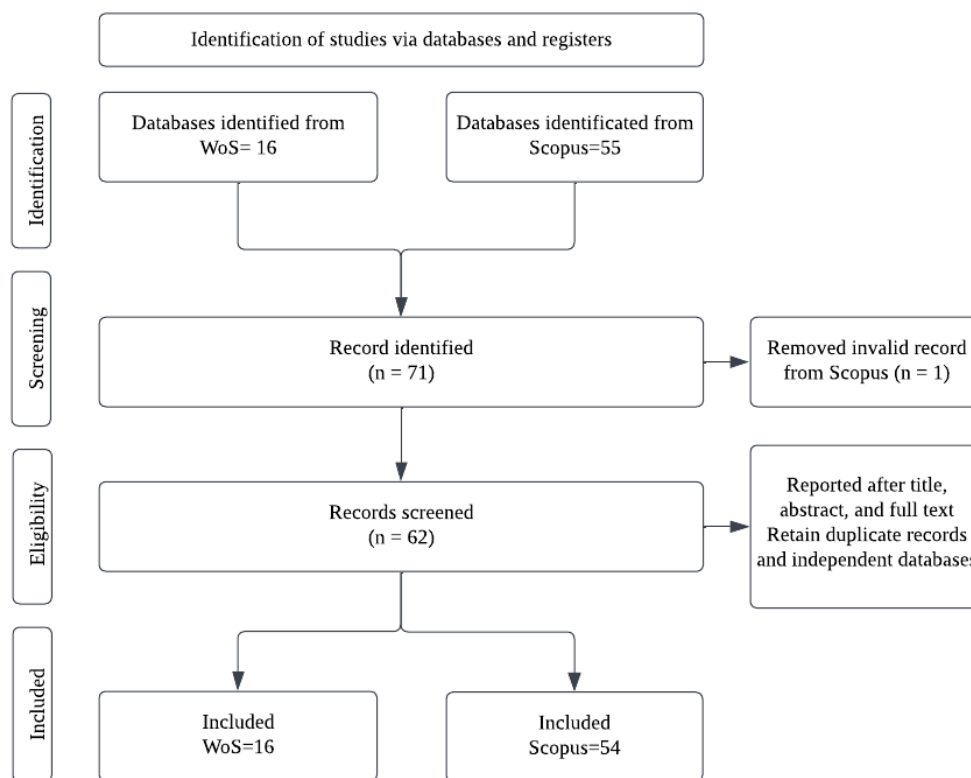 Identification of studies via databases and registers
Identification
Databases identified from
WoS= 16
Databases identificated from
Scopus=55
Screening
Record identified
(n = 71)
Removed invalid record
from Scopus (n = 1)
Eligibility
Records screened
(n = 62)
Reported after title,
abstract, and full text
Retain duplicate records
and independent databases
Included
Included
WoS=16
Included
Scopus=54